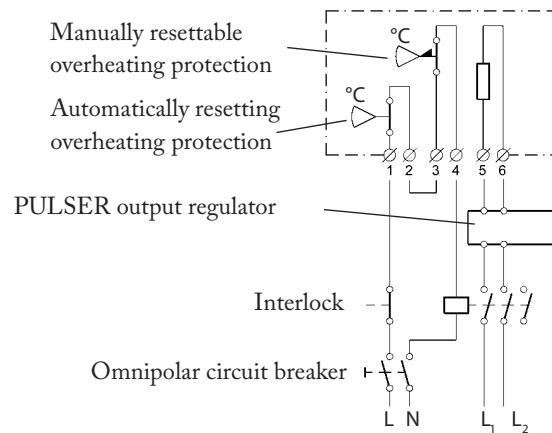 Manually resettable
overheating protection
°C
°C
Automatically resetting
overheating protection
1 2 3 4 5 6
PULSER output regulator
Interlock
Omnipolar circuit breaker
L N L1 L2